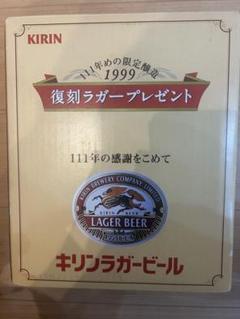 KIRIN
111年めの限定醸造
1999
復刻ラガープレゼント
111年の感謝をこめて
KIRIN BREWERY COMPANY, LIMITED
KIRIN BEER
LAGER BEER
キリンラガービール